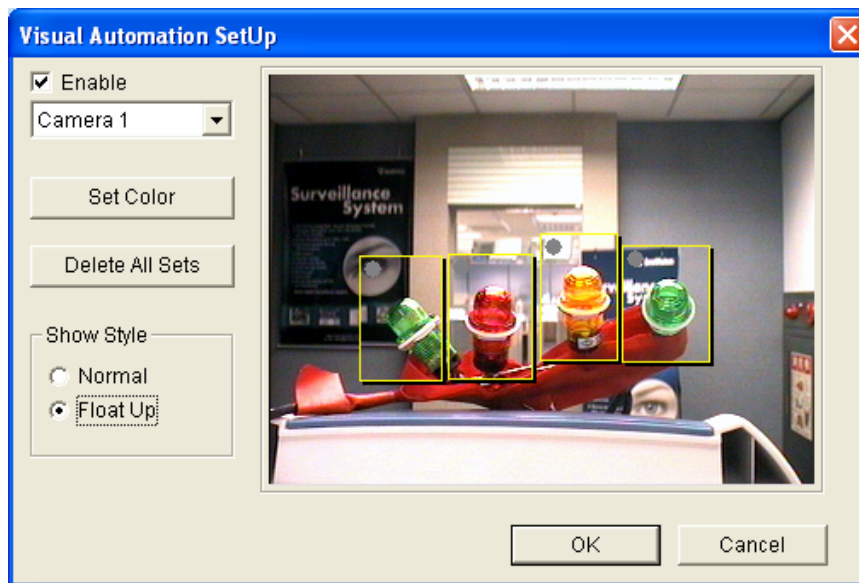 Visual Automation SetUp
Enable
Camera 1
Set Color
Delete All Sets
Show Style
Normal
Float Up
Surveillance
System
OK
Cancel